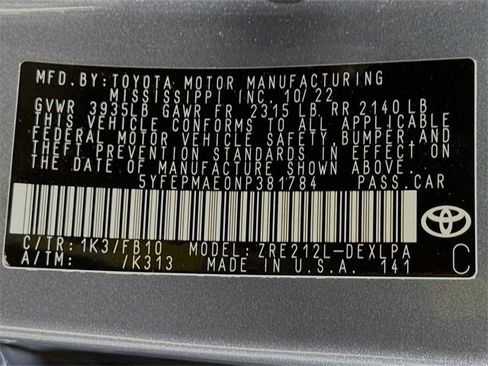 MFD. BY: TOYOTA MOTOR MANUFACTURING
MISSISSIPPI INC. 10/22
GVWR 3935LB GAWR FR 2315 LB RR 2140 LB
THIS VEHICLE CONFORMS TO ALL APPLICABLE
FEDERAL MOTOR VEHICLE SAFETY, BUMPER AND
THEFT PREVENTION STANDARDS IN EFFECT ON
THE DATE OF MANUFACTURE SHOWN ABOVE.
5YFEPMAE0NP381784 PASS. CAR
C/TR: 1K3/FB10 MODEL: ZRE212L-DEXLPA
A/TM: /K313 MADE IN U.S.A. 141 C
TOYOTA